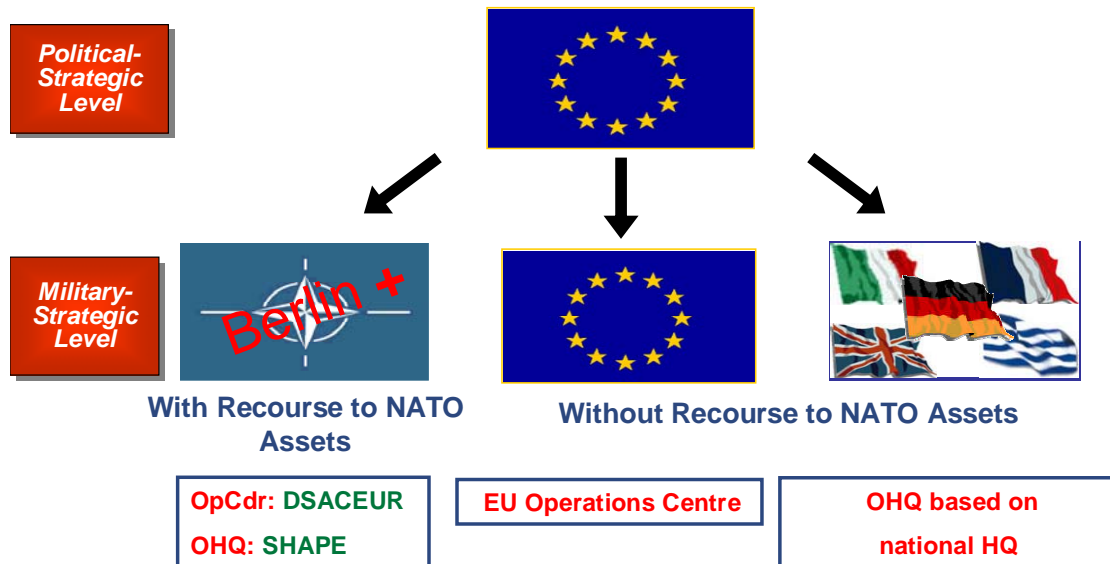 Political-
Strategic
Level
Military-
Strategic
Level
Berlin +
With Recourse to NATO
Assets
Without Recourse to NATO Assets
OpCdr: DSACEUR
OHQ: SHAPE
EU Operations Centre
OHQ based on
national HQ